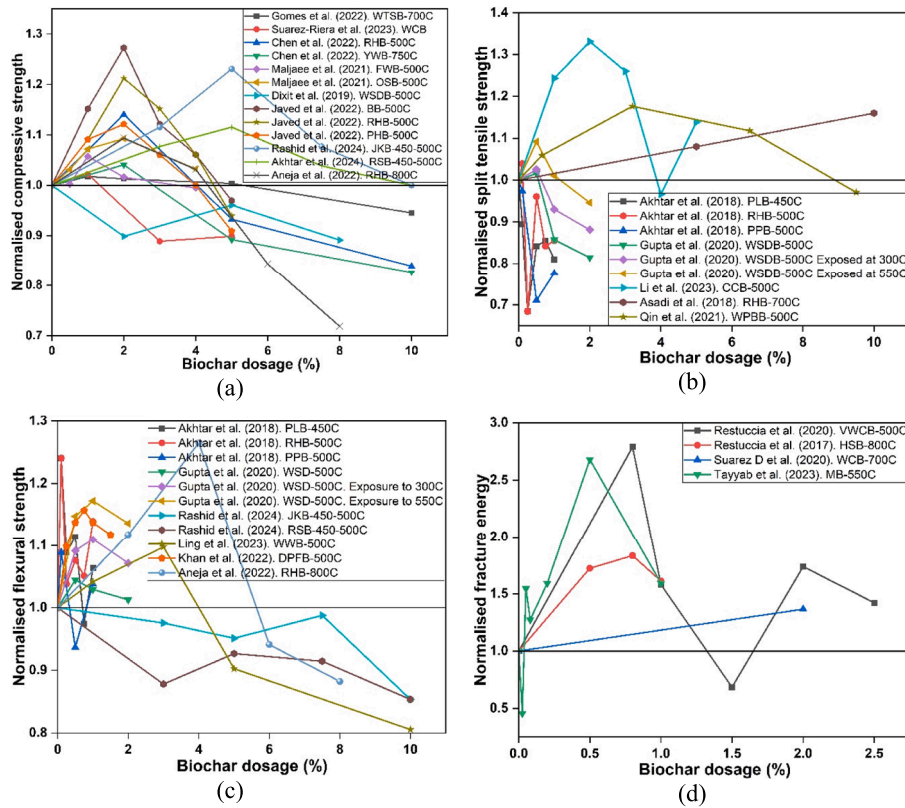 Normalised compressive strength
1.3
1.2
1.1
1.0
0.9
0.8
0.7
Gomes et al. (2022). WTSB-700C
Suarez-Riera et al. (2023). WCB
Chen et al. (2022). RHB-500C
Chen et al. (2022). YWB-750C
Maljaee et al. (2021). FWB-500C
Maljaee et al. (2021). OSB-500C
Dixit et al. (2019). WSDB-500C
Javed et al. (2022). BB-500C
Javed et al. (2022). RHB-500C
Javed et al. (2022). PHB-500C
Rashid et al. (2024). JKB-450-500C
Akhtar et al. (2024). RSB-450-500C
Aneja et al. (2022). RHB-800C
0 2 4 6 8 10
Biochar dosage (%)
(a)
Normalised split tensile strength
1.4
1.3
1.2
1.1
1.0
0.9
0.8
0.7
0.6
Akhtar et al. (2018). PLB-450C
Akhtar et al. (2018). RHB-500C
Akhtar et al. (2018). PPB-500C
Gupta et al. (2020). WSDB-500C
Gupta et al. (2020). WSDB-500C Exposed at 300C
Gupta et al. (2020). WSDB-500C Exposed at 550C
Li et al. (2023). CCB-500C
Asadi et al. (2018). RHB-700C
Qin et al. (2021). WPBB-500C
0 2 4 6 8 10
Biochar dosage (%)
(b)
Normalised flexural strength
1.3
1.2
1.1
1.0
0.9
0.8
Akhtar et al. (2018). PLB-450C
Akhtar et al. (2018). RHB-500C
Akhtar et al. (2018). PPB-500C
Gupta et al. (2020). WSD-500C
Gupta et al. (2020). WSD-500C. Exposure to 300C
Gupta et al. (2020). WSD-500C. Exposure to 550C
Rashid et al. (2024). JKB-450-500C
Rashid et al. (2024). RSB-450-500C
Ling et al. (2023). WWB-500C
Khan et al. (2022). DPFB-500C
Aneja et al. (2022). RHB-800C
0 2 4 6 8 10
Biochar dosage (%)
(c)
Normalised fracture energy
3.0
2.5
2.0
1.5
1.0
0.5
Restuccia et al. (2020). VWCB-500C
Restuccia et al. (2017). HSB-800C
Suarez D et al. (2020). WCB-700C
Tayyab et al. (2023). MB-550C
0.0 0.5 1.0 1.5 2.0 2.5
Biochar dosage (%)
(d)